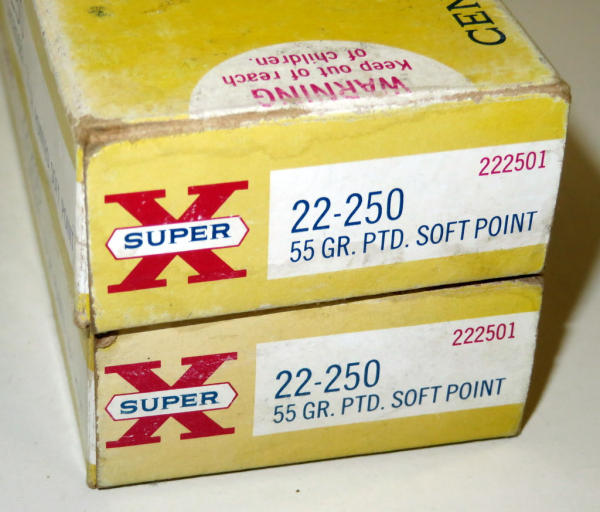 WARNING
Keep out of reach
of children.
CEN
222501
X
SUPER
22-250
55 GR. PTD. SOFT POINT
222501
X
SUPER
22-250
55 GR. PTD. SOFT POINT